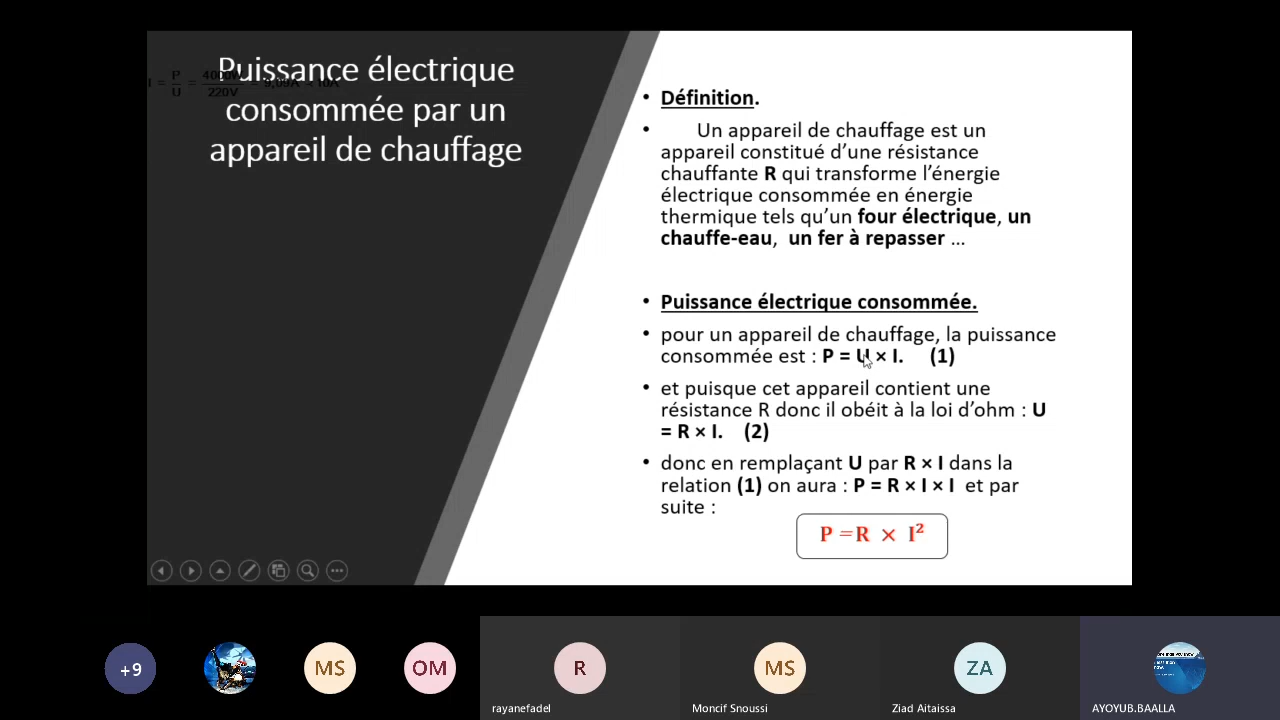 Puissance électrique
consommée par un
appareil de chauffage
I = P/U = 4000W/220V
• Définition.
• Un appareil de chauffage est un
appareil constitué d’une résistance
chauffante R qui transforme l’énergie
électrique consommée en énergie
thermique tels qu’un four électrique, un
chauffe-eau, un fer à repasser ...
• Puissance électrique consommée.
• pour un appareil de chauffage, la puissance
consommée est : P = U × I. (1)
• et puisque cet appareil contient une
résistance R donc il obéit à la loi d’ohm : U
= R × I. (2)
• donc en remplaçant U par R × I dans la
relation (1) on aura : P = R × I × I et par
suite :
P =R × I²
+9
MS
OM
R
MS
ZA
rayanefadel
Moncif Snoussi
Ziad Aitaissa
AYOYUB.BAALLA